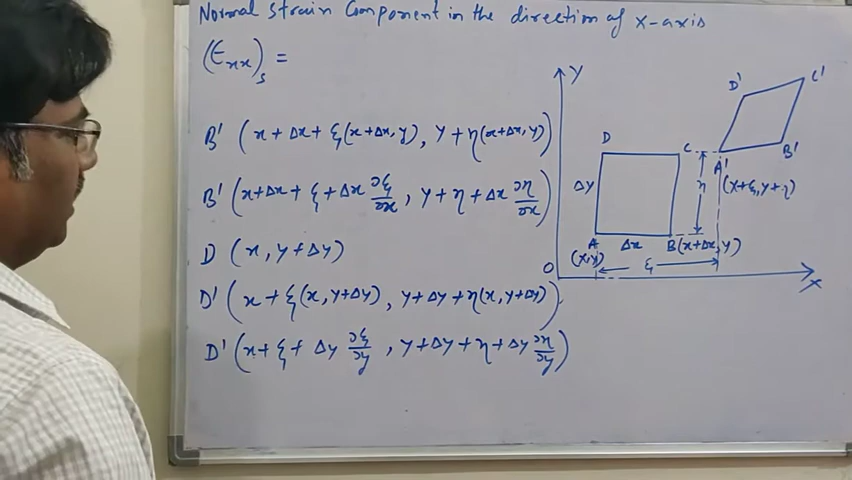 Normal strain Component in the direction of x-axis
(ϵxx)s =
B' (x + Δx + ξ(x+Δx, y), y + η(x+Δx, y))
B' (x+Δx + ξ + Δx ∂ξ/∂x, y + η + Δx ∂η/∂x)
D (x, y+Δy)
D' (x + ξ(x, y+Δy), y+Δy + η(x, y+Δy))
D' (x + ξ + Δy ∂ξ/∂y, y+Δy + η + Δy ∂η/∂y)
Y
D' C'
D C A' B'
Δy η (x+ξ, y+η)
A Δx B(x+Δx, y)
(x,y)
ξ
O X